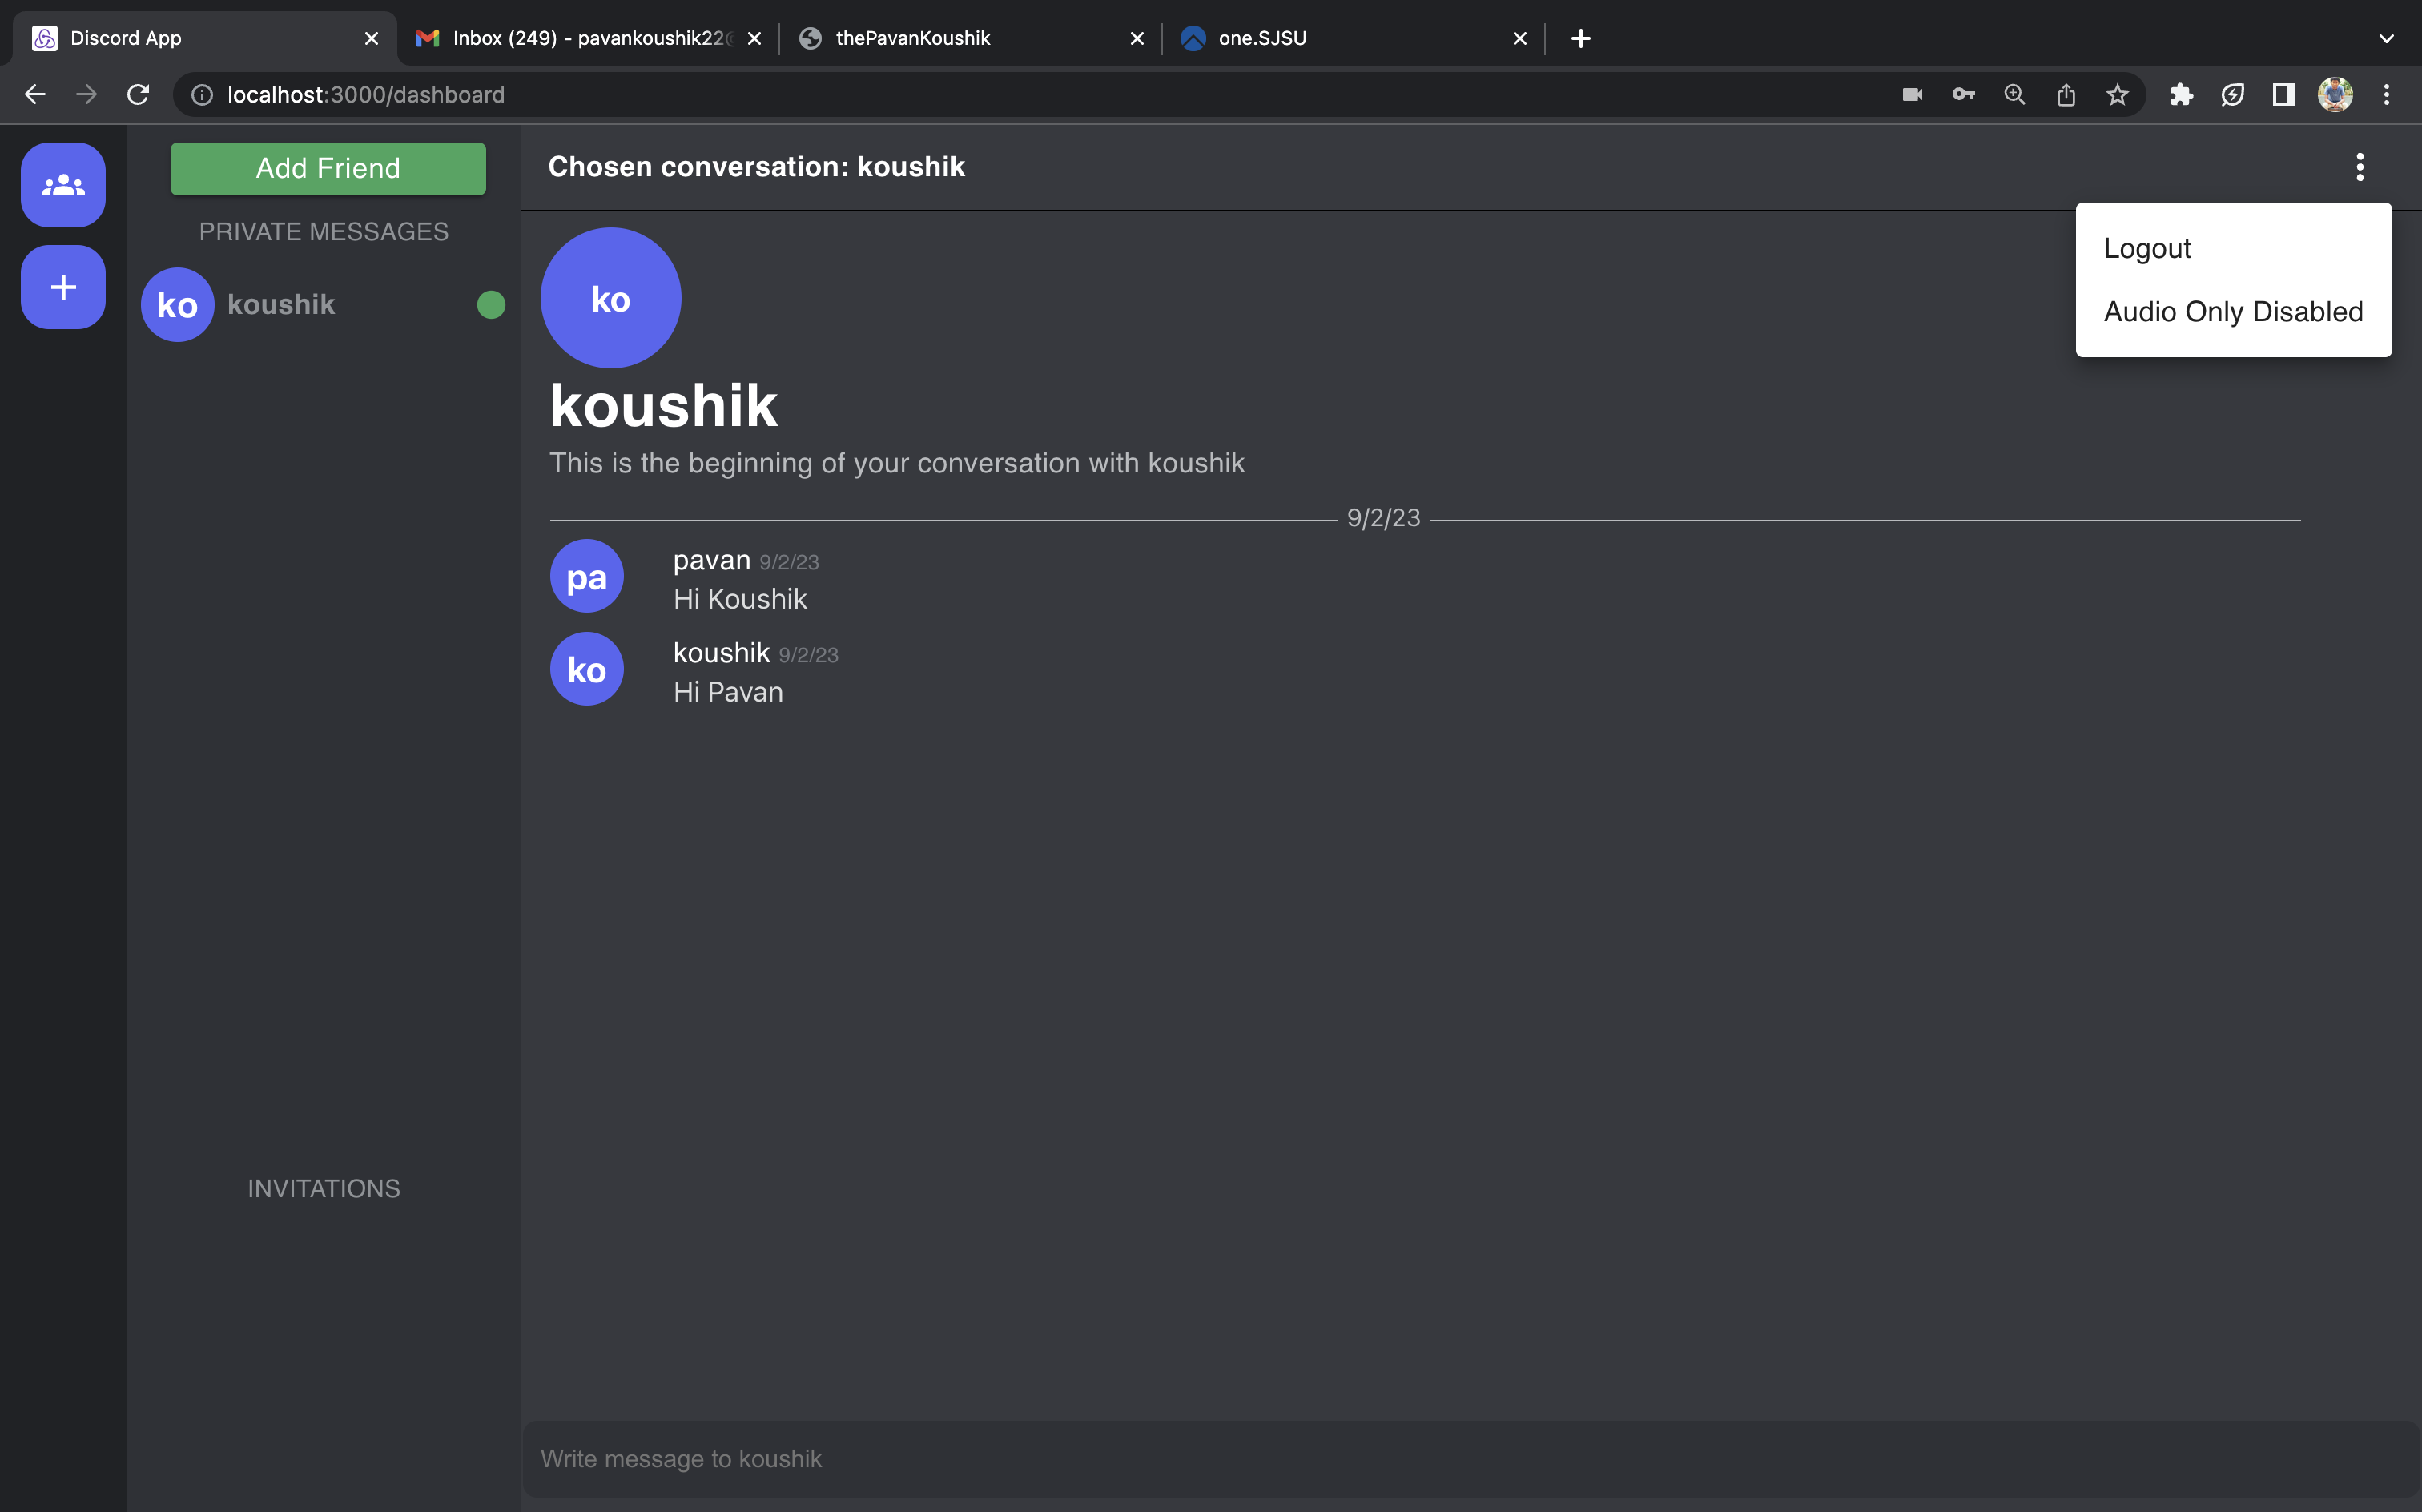 Discord App
Inbox (249) - pavankoushik22
thePavanKoushik
one.SJSU
localhost:3000/dashboard
Add Friend
PRIVATE MESSAGES
ko koushik
INVITATIONS
Chosen conversation: koushik
Logout
Audio Only Disabled
ko
koushik
This is the beginning of your conversation with koushik
9/2/23
pa
pavan 9/2/23
Hi Koushik
ko
koushik 9/2/23
Hi Pavan
Write message to koushik